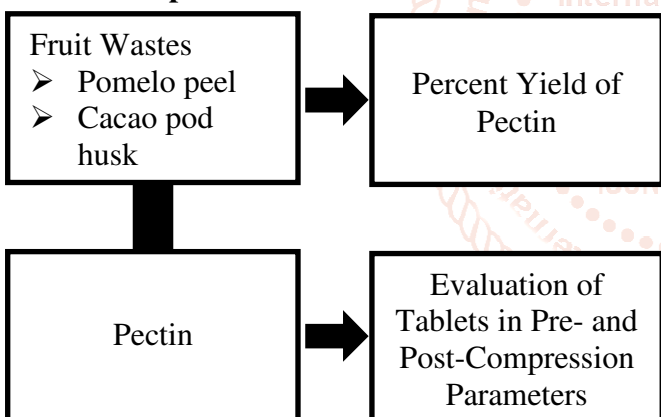 Fruit Wastes
➢ Pomelo peel
➢ Cacao pod
husk
Percent Yield of
Pectin
Pectin
Evaluation of
Tablets in Pre- and
Post-Compression
Parameters